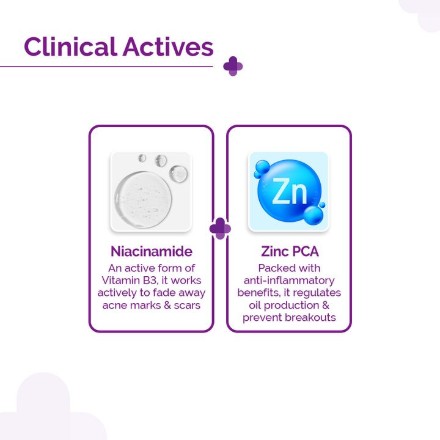 Clinical Actives
Niacinamide
An active form of
Vitamin B3, it works
actively to fade away
acne marks & scars
Zn
Zinc PCA
Packed with
anti-inflammatory
benefits, it regulates
oil production &
prevent breakouts